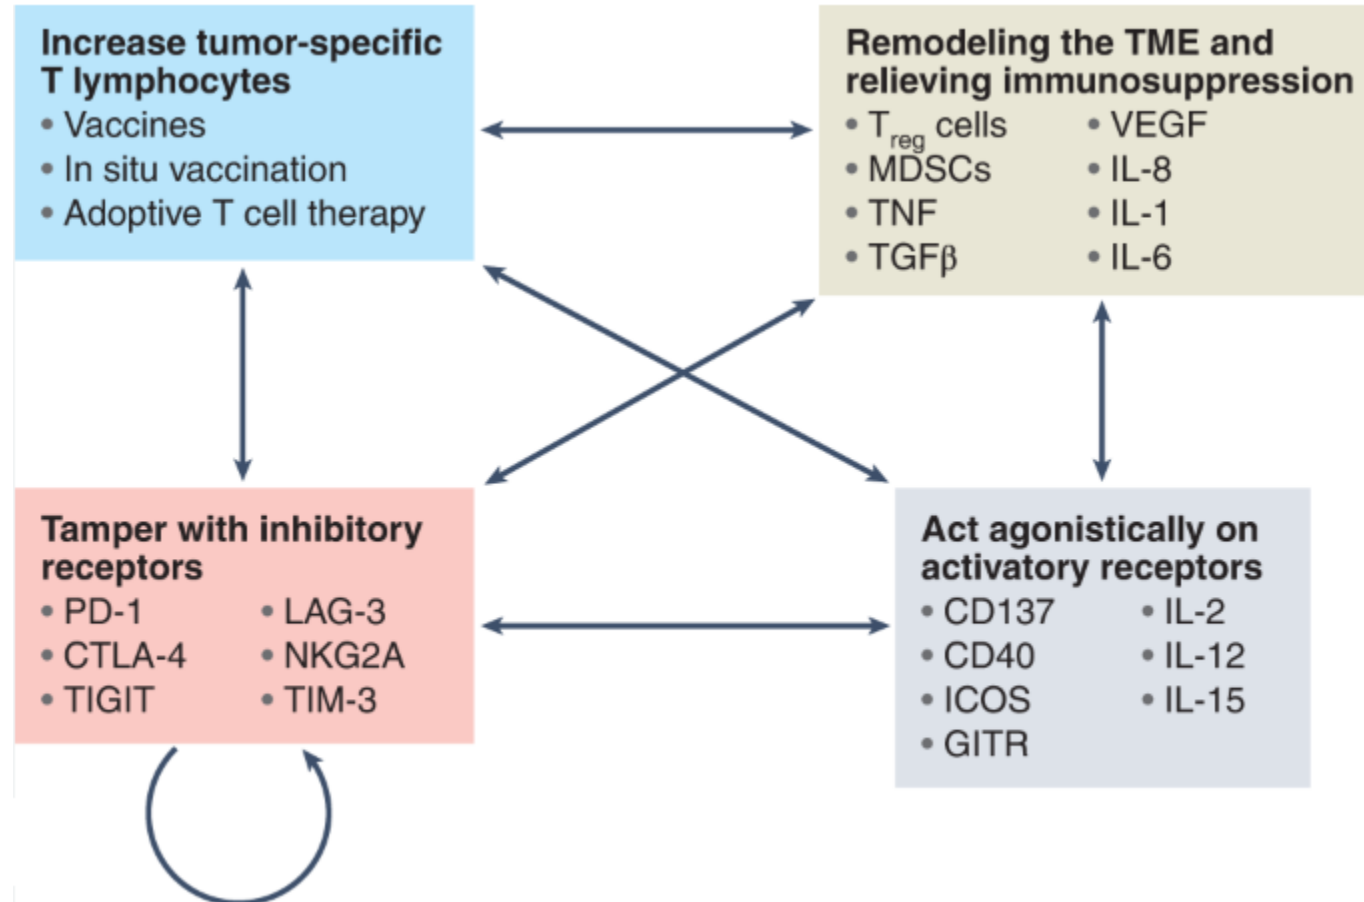 Increase tumor-specific
T lymphocytes
• Vaccines
• In situ vaccination
• Adoptive T cell therapy
Remodeling the TME and
relieving immunosuppression
• Treg cells
• MDSCs
• TNF
• TGFβ
• VEGF
• IL-8
• IL-1
• IL-6
Tamper with inhibitory
receptors
• PD-1
• CTLA-4
• TIGIT
• LAG-3
• NKG2A
• TIM-3
Act agonistically on
activatory receptors
• CD137
• CD40
• ICOS
• GITR
• IL-2
• IL-12
• IL-15